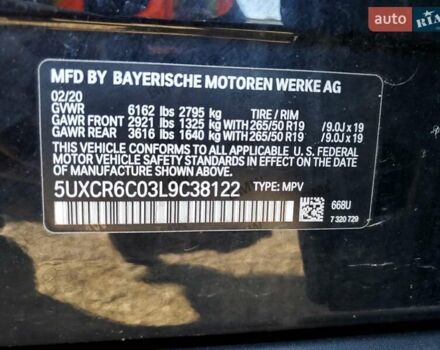 auto RIA
MFD BY BAYERISCHE MOTOREN WERKE AG
02/20
GVWR 6162 lbs 2795 kg TIRE / RIM
GAWR FRONT 2921 lbs 1325 kg WITH 265/50 R19 /9.0J x 19
GAWR REAR 3616 lbs 1640 kg WITH 265/50 R19 /9.0J x 19
THIS VEHICLE CONFORMS TO ALL APPLICABLE U.S. FEDERAL
MOTOR VEHICLE SAFETY STANDARDS IN EFFECT ON THE DATE
OF MANUFACTURE SHOWN ABOVE.
5UXCR6C03L9C38122 TYPE: MPV
668U
7 320 729